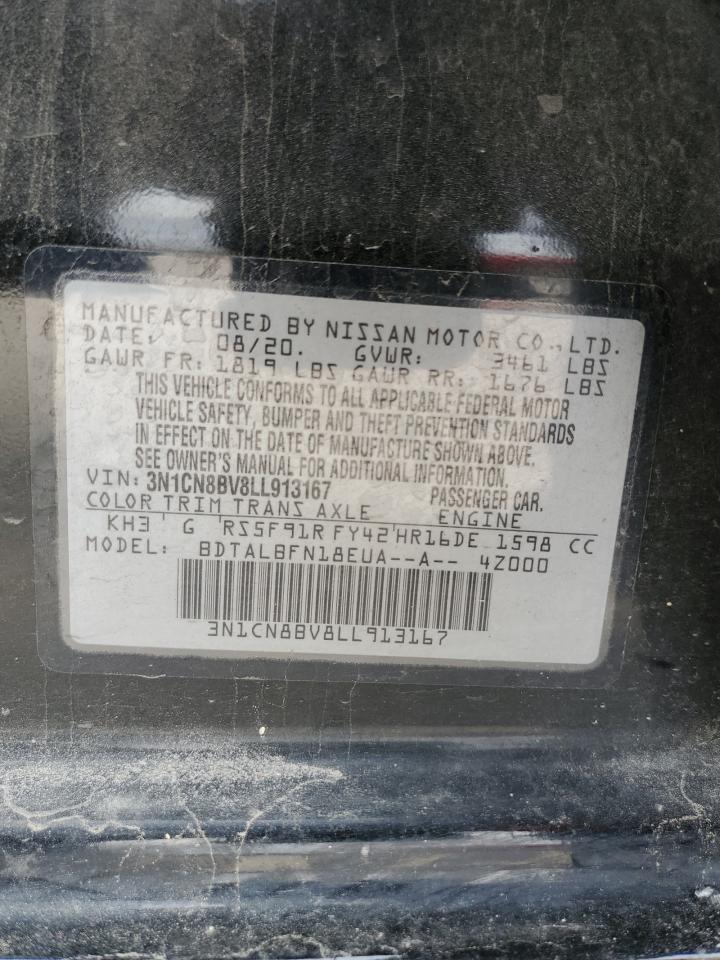 MANUFACTURED BY NISSAN MOTOR CO.,LTD.
DATE: 08/20. GVWR: 3461 LBS
GAWR FR: 1819 LBS GAWR RR: 1676 LBS
THIS VEHICLE CONFORMS TO ALL APPLICABLE FEDERAL MOTOR
VEHICLE SAFETY, BUMPER AND THEFT PREVENTION STANDARDS
IN EFFECT ON THE DATE OF MANUFACTURE SHOWN ABOVE.
SEE OWNER'S MANUAL FOR ADDITIONAL INFORMATION.
VIN: 3N1CN8BV8LL913167 PASSENGER CAR.
COLOR TRIM TRANS AXLE ENGINE
KH3 G RS5F91R FY42 HR16DE 1598 CC
MODEL: BDTALBFN18EUA--A-- 4Z000
3N1CN8BV8LL913167